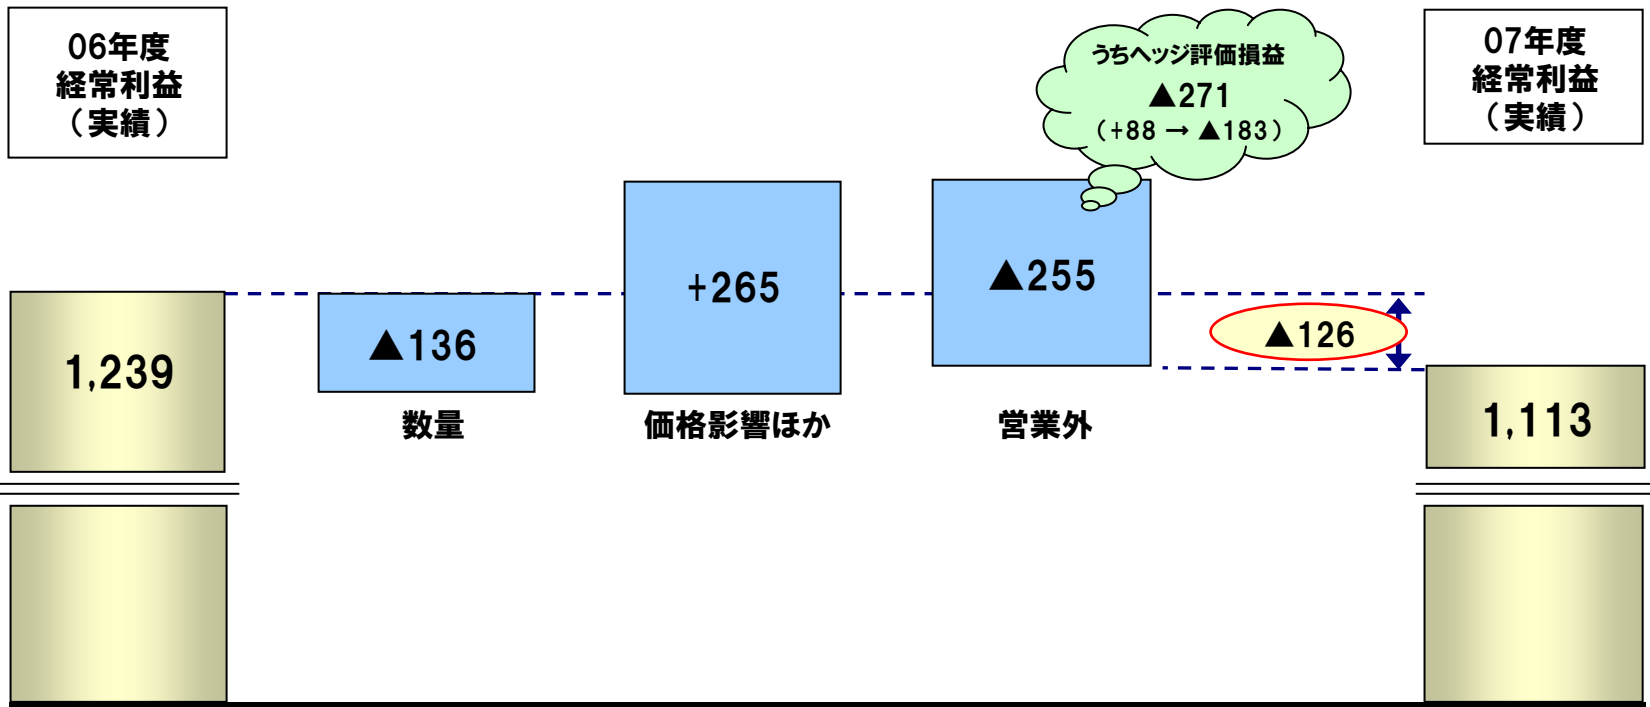 06年度
経常利益
（実績）
07年度
経常利益
（実績）
うちヘッジ評価損益
▲271
（+88 → ▲183）
1,239
▲136
+265
▲255
▲126
1,113
数量
価格影響ほか
営業外